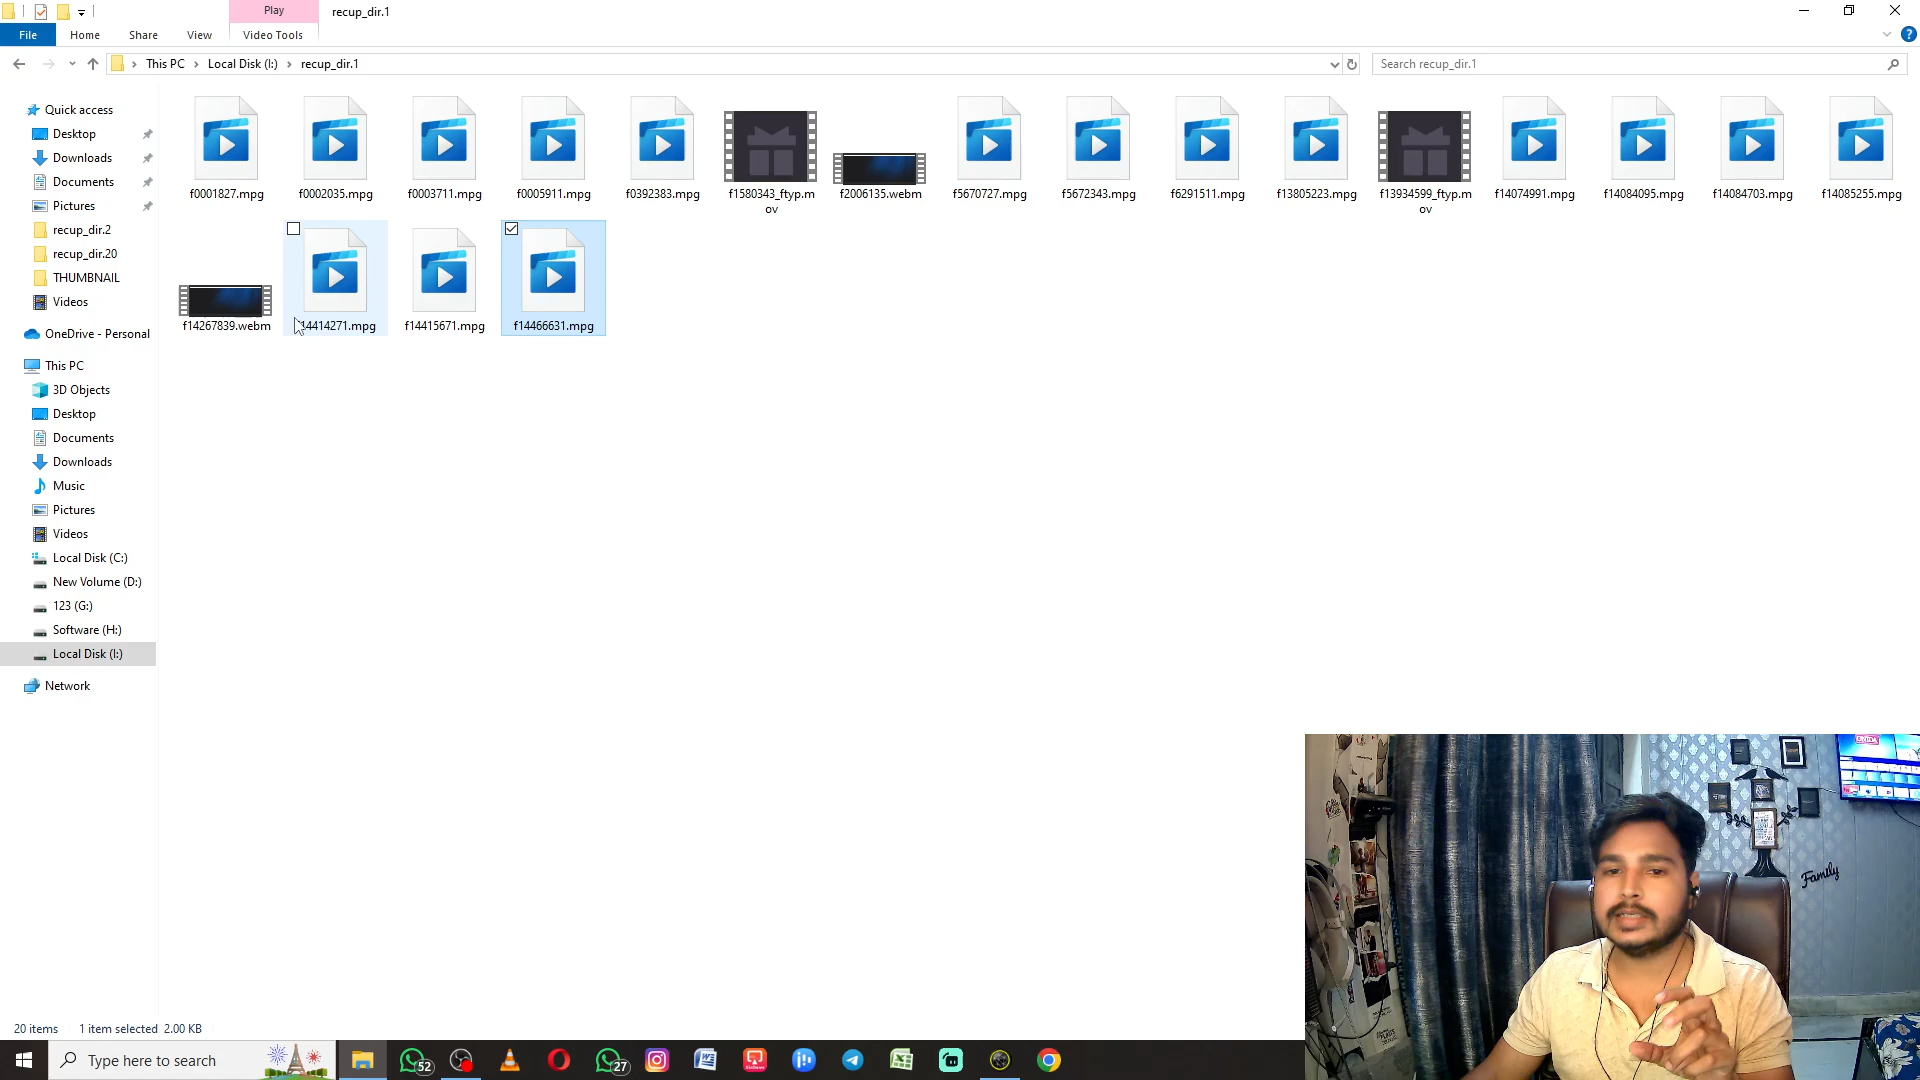 Play
recup_dir.1
File
Home
Share
View
Video Tools
This PC
Local Disk (I:)
recup_dir.1
Search recup_dir.1
Quick access
Desktop
Downloads
Documents
Pictures
recup_dir.2
recup_dir.20
THUMBNAIL
Videos
OneDrive - Personal
This PC
3D Objects
Desktop
Documents
Downloads
Music
Pictures
Videos
Local Disk (C:)
New Volume (D:)
123 (G:)
Software (H:)
Local Disk (I:)
Network
f0001827.mpg
f0002035.mpg
f0003711.mpg
f0005911.mpg
f0392383.mpg
f1580343_ftyp.m
ov
f2006135.webm
f5670727.mpg
f5672343.mpg
f6291511.mpg
f13805223.mpg
f13934599_ftyp.m
ov
f14074991.mpg
f14084095.mpg
f14084703.mpg
f14085255.mpg
f14267839.webm
14414271.mpg
f14415671.mpg
f14466631.mpg
20 items
1 item selected 2.00 KB
Type here to search
52
27
Family